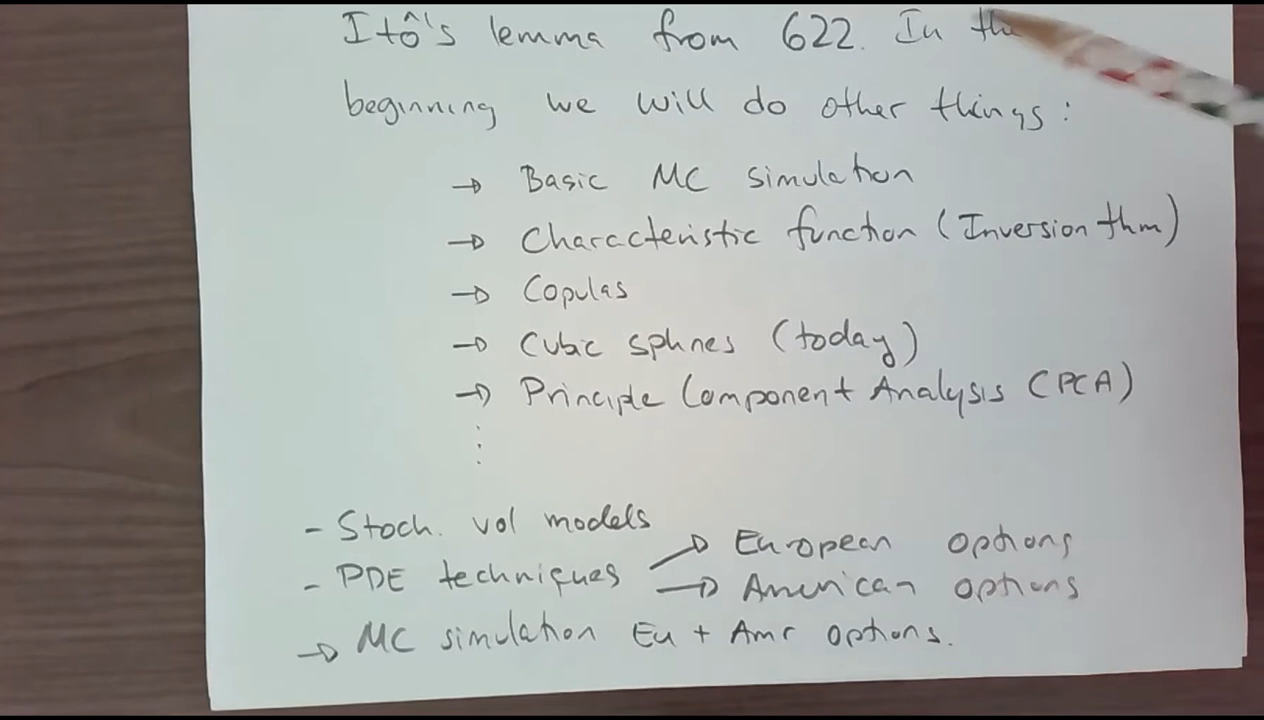 Itô's lemma from 622. In the
beginning we will do other things:
→ Basic MC simulation
→ Characteristic function (Inversion thm)
→ Copulas
→ Cubic splines (today)
→ Principle Component Analysis (PCA)
⋮
- Stoch. vol models
- PDE techniques → European options
→ American options
→ MC simulation Eu + Amr options.